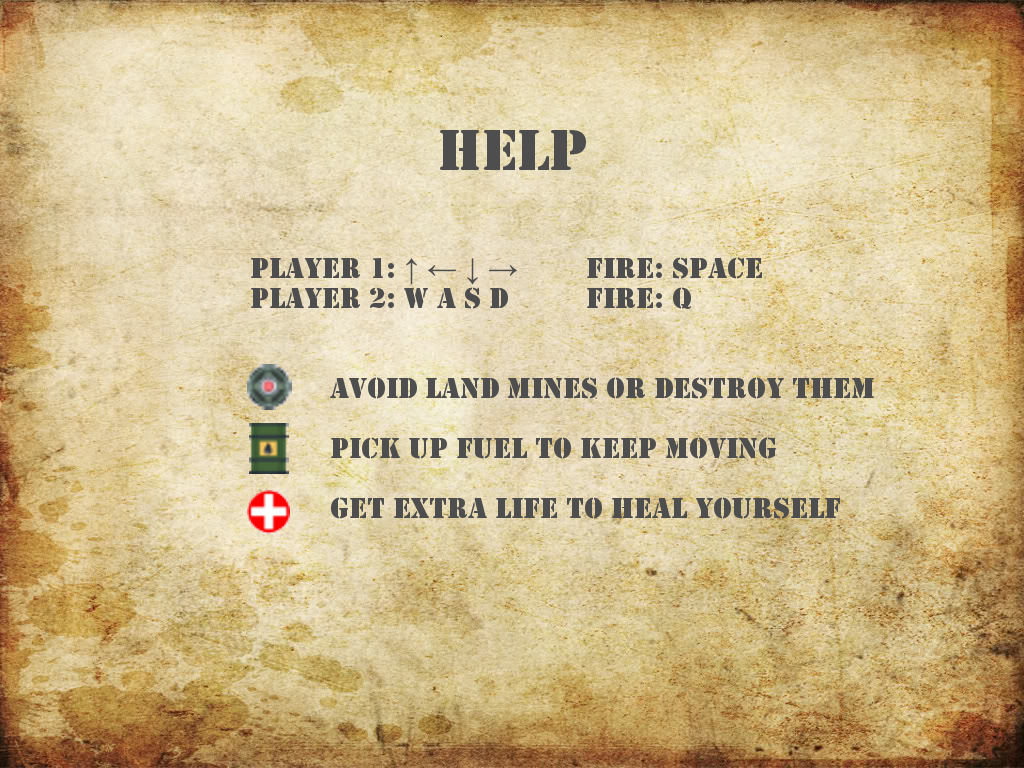 HELP
PLAYER 1: ↑ ← ↓ → FIRE: SPACE
PLAYER 2: W A S D FIRE: Q
AVOID LAND MINES OR DESTROY THEM
PICK UP FUEL TO KEEP MOVING
GET EXTRA LIFE TO HEAL YOURSELF